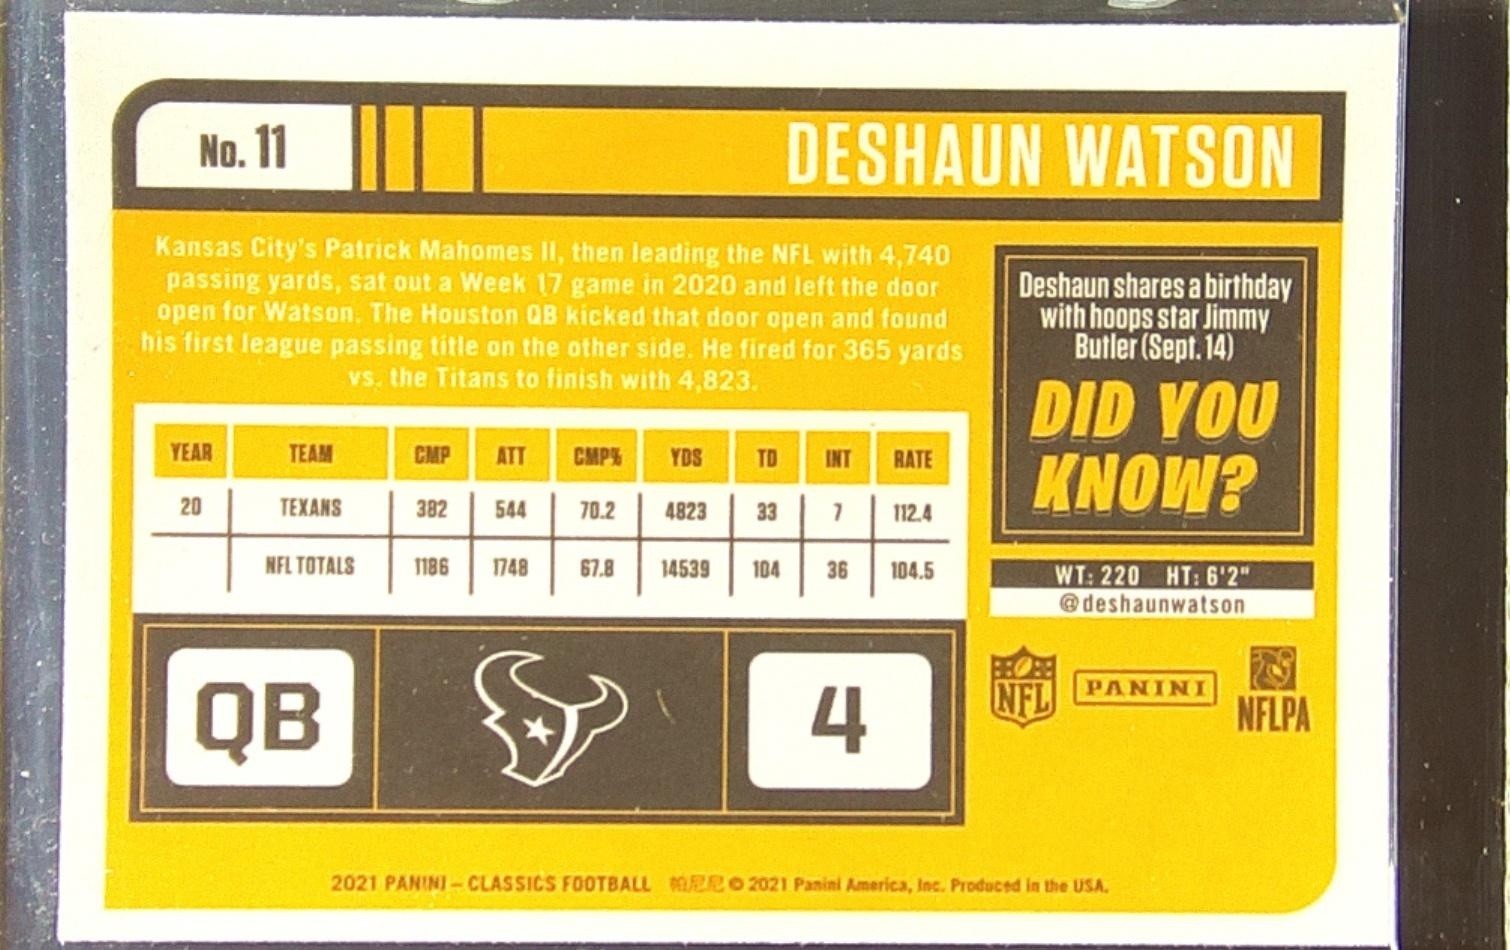 No. 11
DESHAUN WATSON
Kansas City's Patrick Mahomes II, then leading the NFL with 4,740
passing yards, sat out a Week 17 game in 2020 and left the door
open for Watson. The Houston QB kicked that door open and found
his first league passing title on the other side. He fired for 365 yards
vs. the Titans to finish with 4,823.
Deshaun shares a birthday
with hoops star Jimmy
Butler (Sept. 14)
DID YOU
KNOW?
YEAR TEAM CMP ATT CMP% YDS TD INT RATE
20 TEXANS 382 544 70.2 4823 33 7 112.4
NFL TOTALS 1186 1748 67.8 14539 104 36 104.5
WT: 220 HT: 6'2"
@deshaunwatson
QB
4
NFL
PANINI
NFLPA
2021 PANINI – CLASSICS FOOTBALL 帕尼尼 © 2021 Panini America, Inc. Produced in the USA.